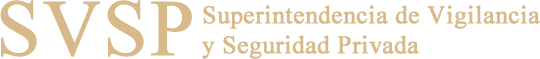 SVSP
Superintendencia de Vigilancia
y Seguridad Privada